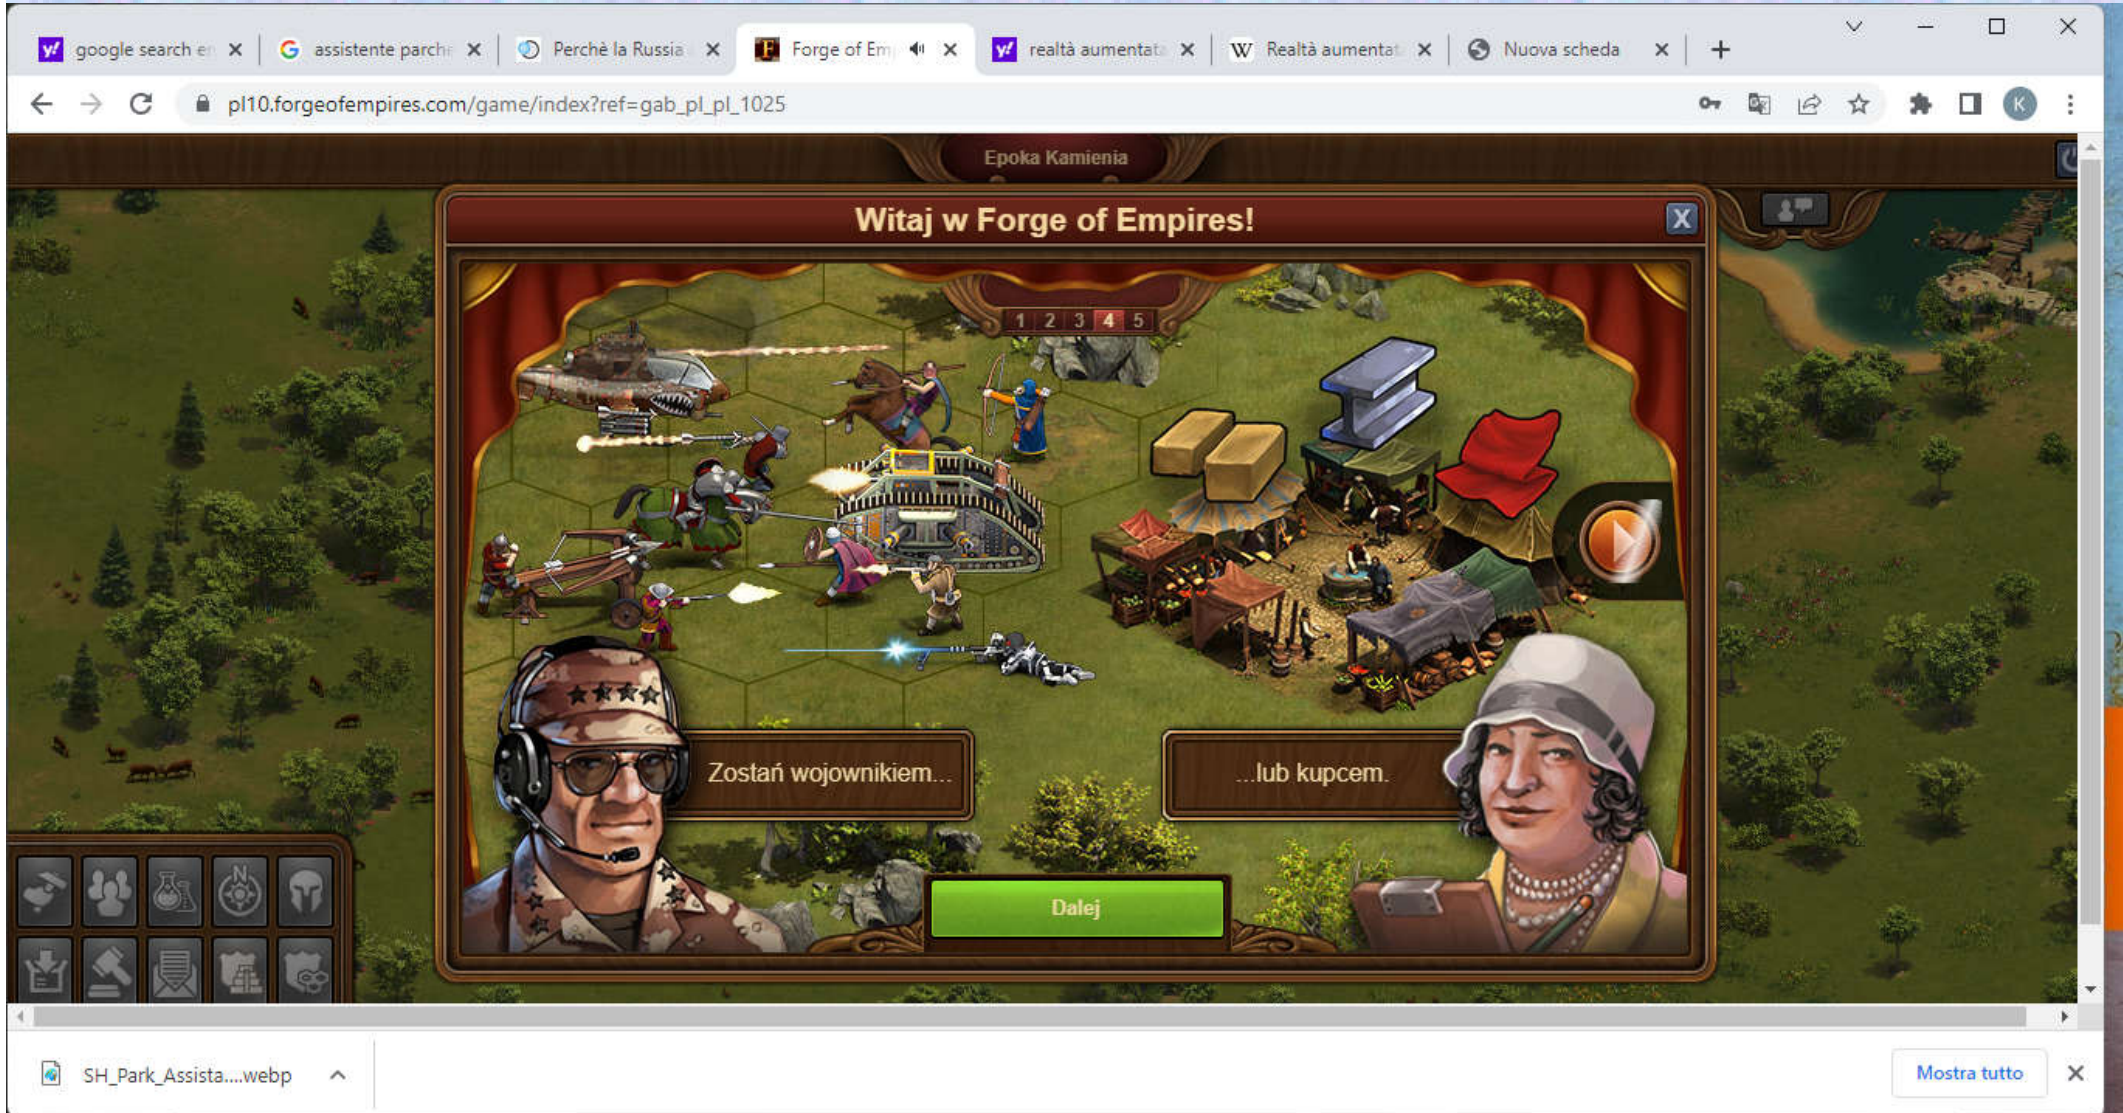 google search en
assistente parche
Perchè la Russia
Forge of Em
realtà aumentat
Realtà aumentat
Nuova scheda
pl10.forgeofempires.com/game/index?ref=gab_pl_pl_1025
K
Epoka Kamienia
Witaj w Forge of Empires!
X
1 2 3 4 5
Zostań wojownikiem...
...lub kupcem.
Dalej
N
SH_Park_Assista....webp
Mostra tutto